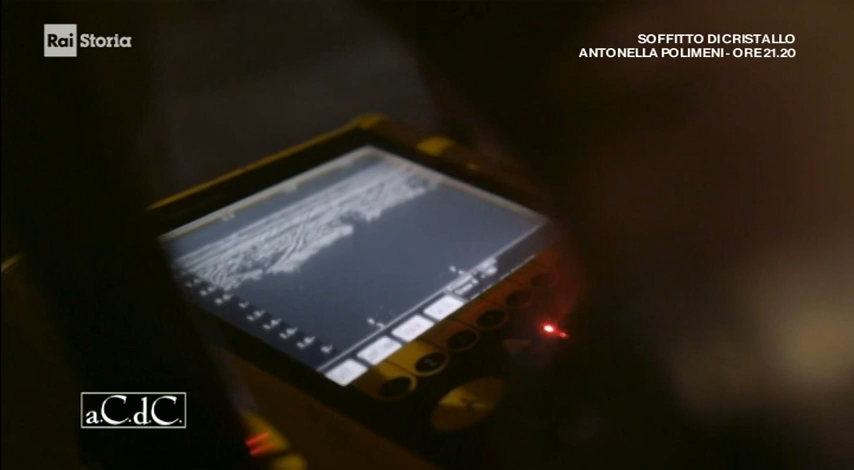 Rai Storia
SOFFITTO DI CRISTALLO
ANTONELLA POLIMENI - ORE 21.20
a.C.d.C.